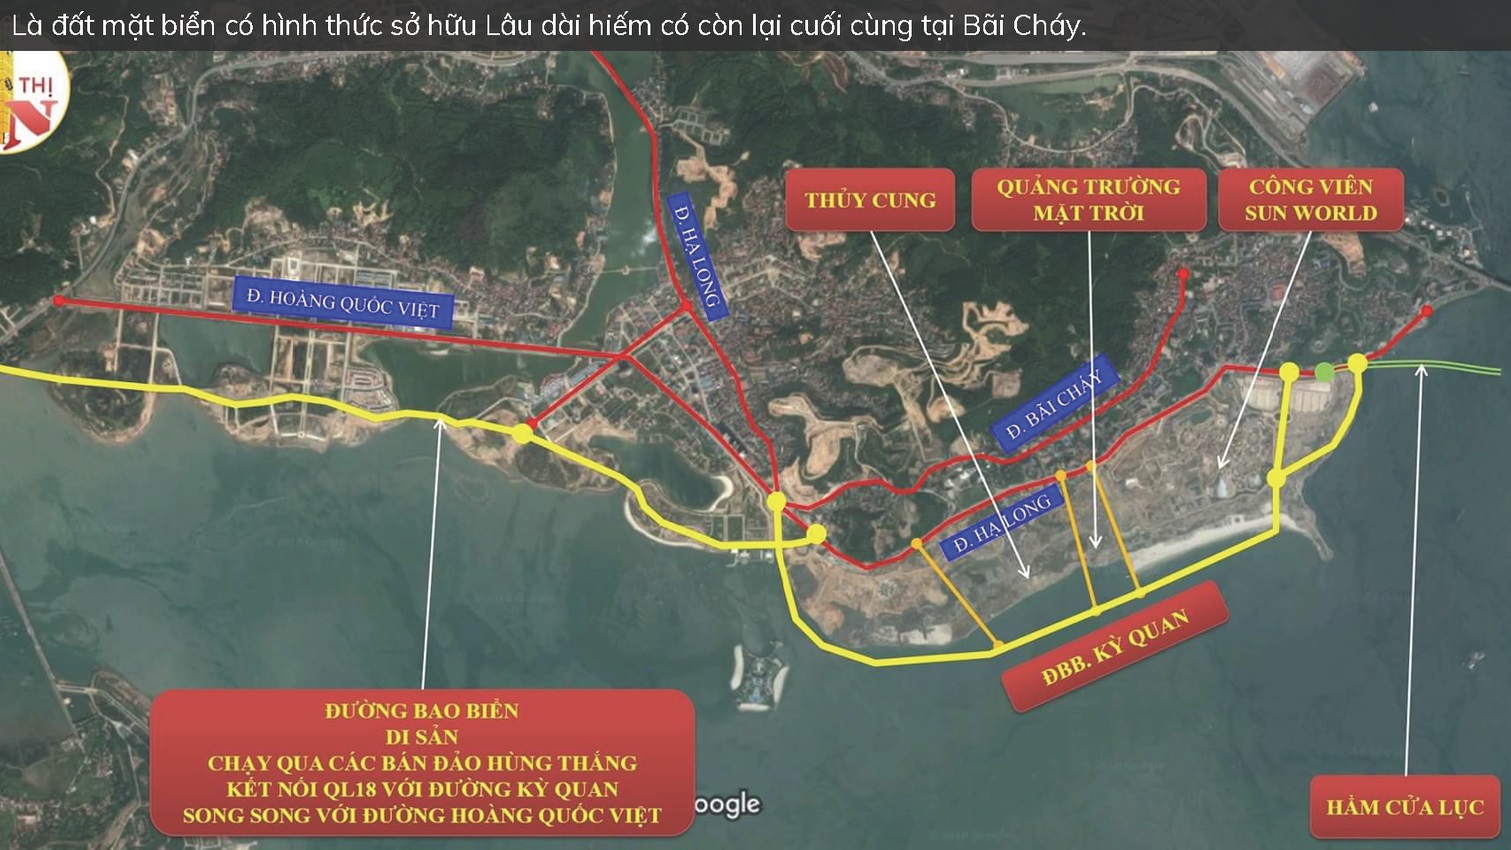 Là đất mặt biển có hình thức sở hữu Lâu dài hiếm có còn lại cuối cùng tại Bãi Cháy.
THỊ
N
THỦY CUNG
QUẢNG TRƯỜNG
MẶT TRỜI
CÔNG VIÊN
SUN WORLD
Đ. HẠ LONG
Đ. HOÀNG QUỐC VIỆT
Đ. BÃI CHÁY
Đ. HẠ LONG
ĐBB. KỲ QUAN
ĐƯỜNG BAO BIỂN
DI SẢN
CHẠY QUA CÁC BÁN ĐẢO HÙNG THẮNG
KẾT NỐI QL18 VỚI ĐƯỜNG KỲ QUAN
SONG SONG VỚI ĐƯỜNG HOÀNG QUỐC VIỆT
oogle
HẦM CỬA LỤC